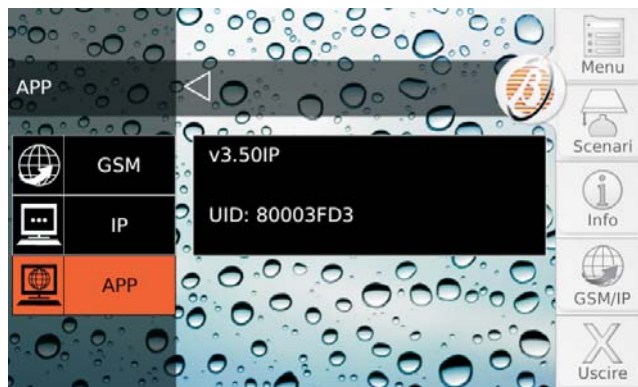 APP
GSM
IP
APP
v3.50IP
UID: 80003FD3
Menu
Scenari
Info
GSM/IP
Uscire